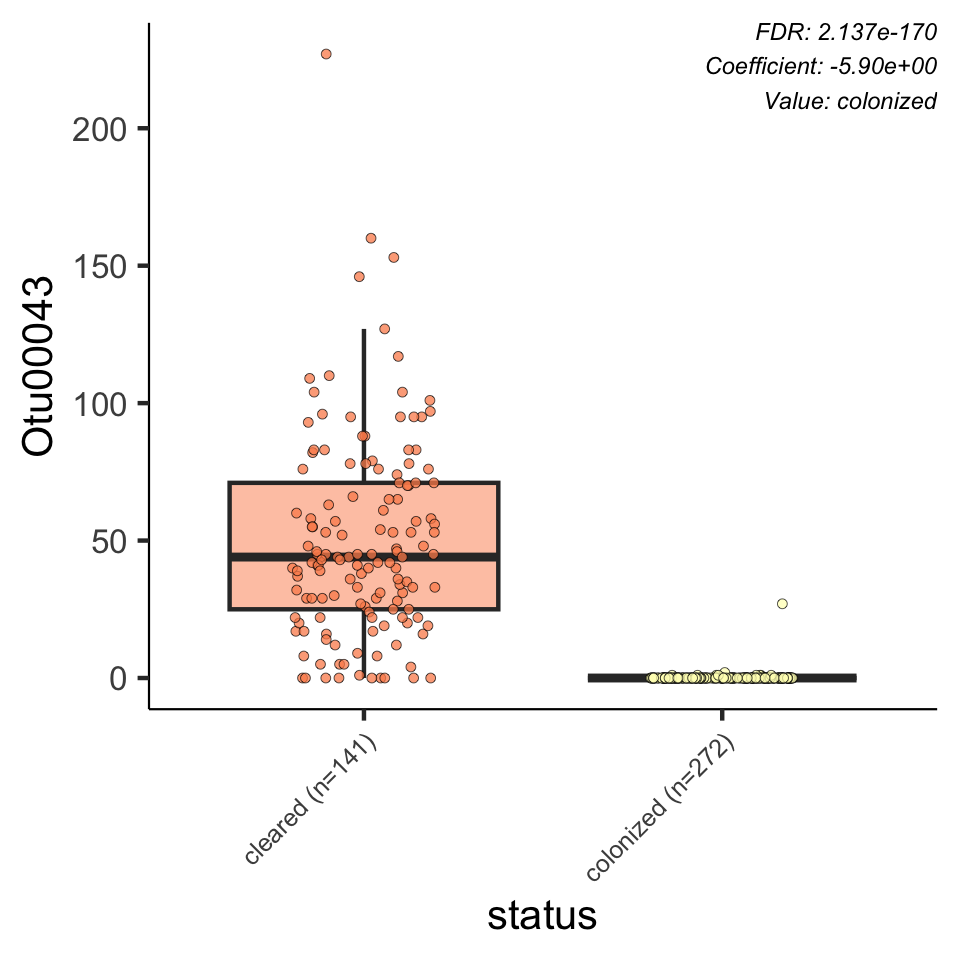 FDR: 2.137e-170
Coefficient: -5.90e+00
Value: colonized
Otu00043
200
150
100
50
0
cleared (n=141)
colonized (n=272)
status